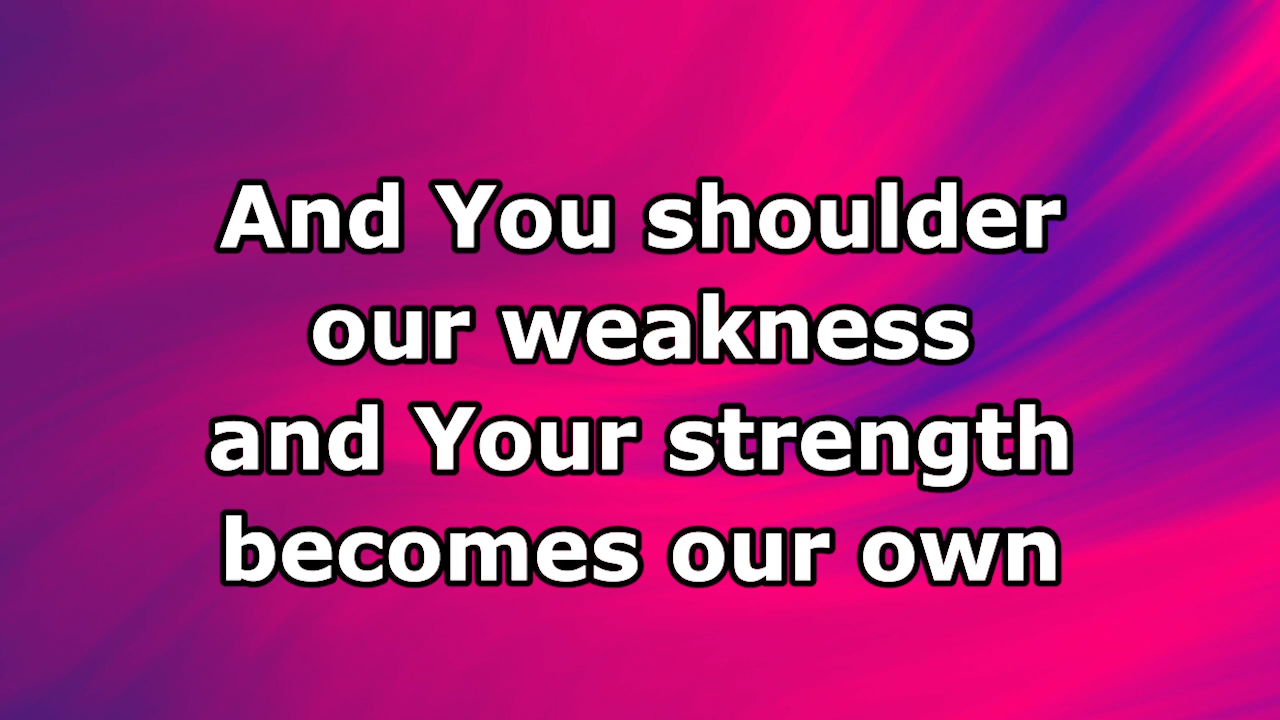 And You shoulder
our weakness
and Your strength
becomes our own